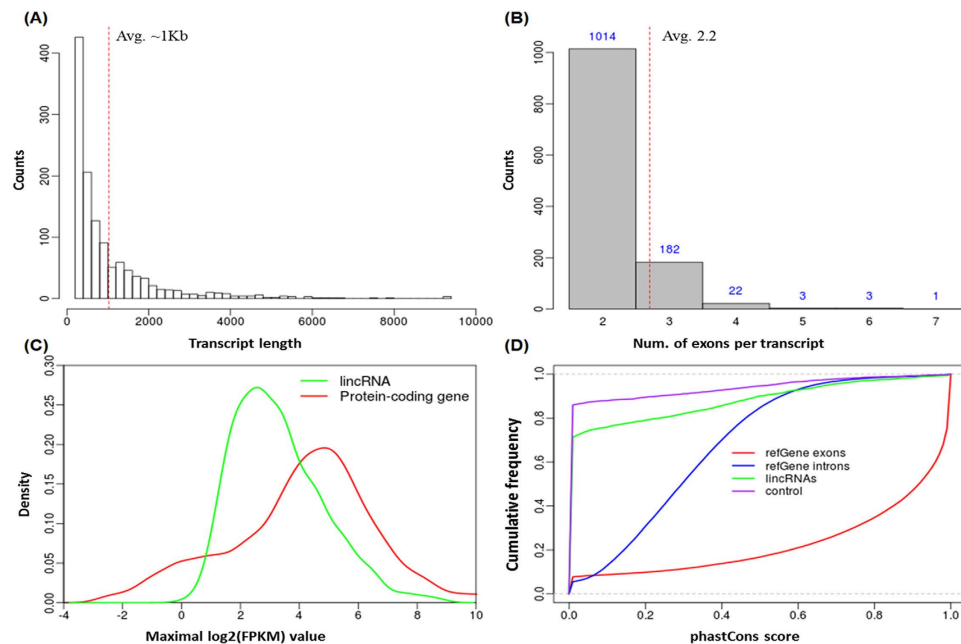 (A)
Avg. ~1Kb
Counts
400
300
200
100
0
0 2000 4000 6000 8000 10000
Transcript length
(B)
Avg. 2.2
Counts
1000
800
600
400
200
0
1014
182
22
3
3
1
2 3 4 5 6 7
Num. of exons per transcript
(C)
lincRNA
Protein-coding gene
Density
0.30
0.25
0.20
0.15
0.10
0.05
0.00
-4 -2 0 2 4 6 8 10
Maximal log2(FPKM) value
(D)
Cumulative frequency
1.0
0.8
0.6
0.4
0.2
0.0
refGene exons
refGene introns
lincRNAs
control
0.0 0.2 0.4 0.6 0.8 1.0
phastCons score